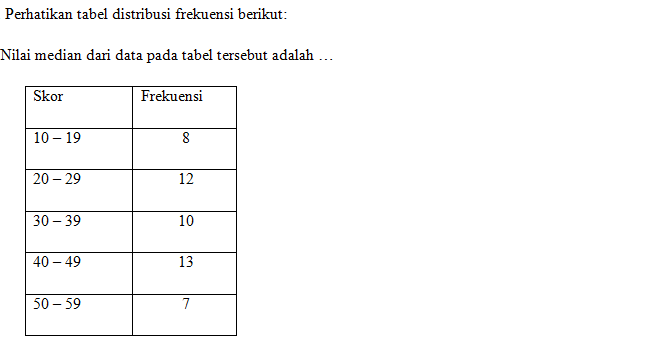 Perhatikan tabel distribusi frekuensi berikut:
Nilai median dari data pada tabel tersebut adalah …
Skor Frekuensi
10 – 19 8
20 – 29 12
30 – 39 10
40 – 49 13
50 – 59 7